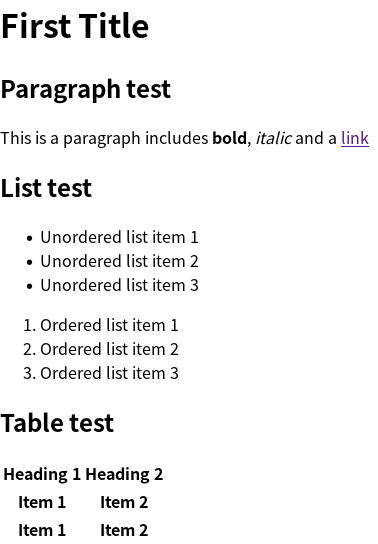 First Title
Paragraph test
This is a paragraph includes bold, italic and a link
List test
• Unordered list item 1
• Unordered list item 2
• Unordered list item 3
1. Ordered list item 1
2. Ordered list item 2
3. Ordered list item 3
Table test
Heading 1 Heading 2
Item 1 Item 2
Item 1 Item 2